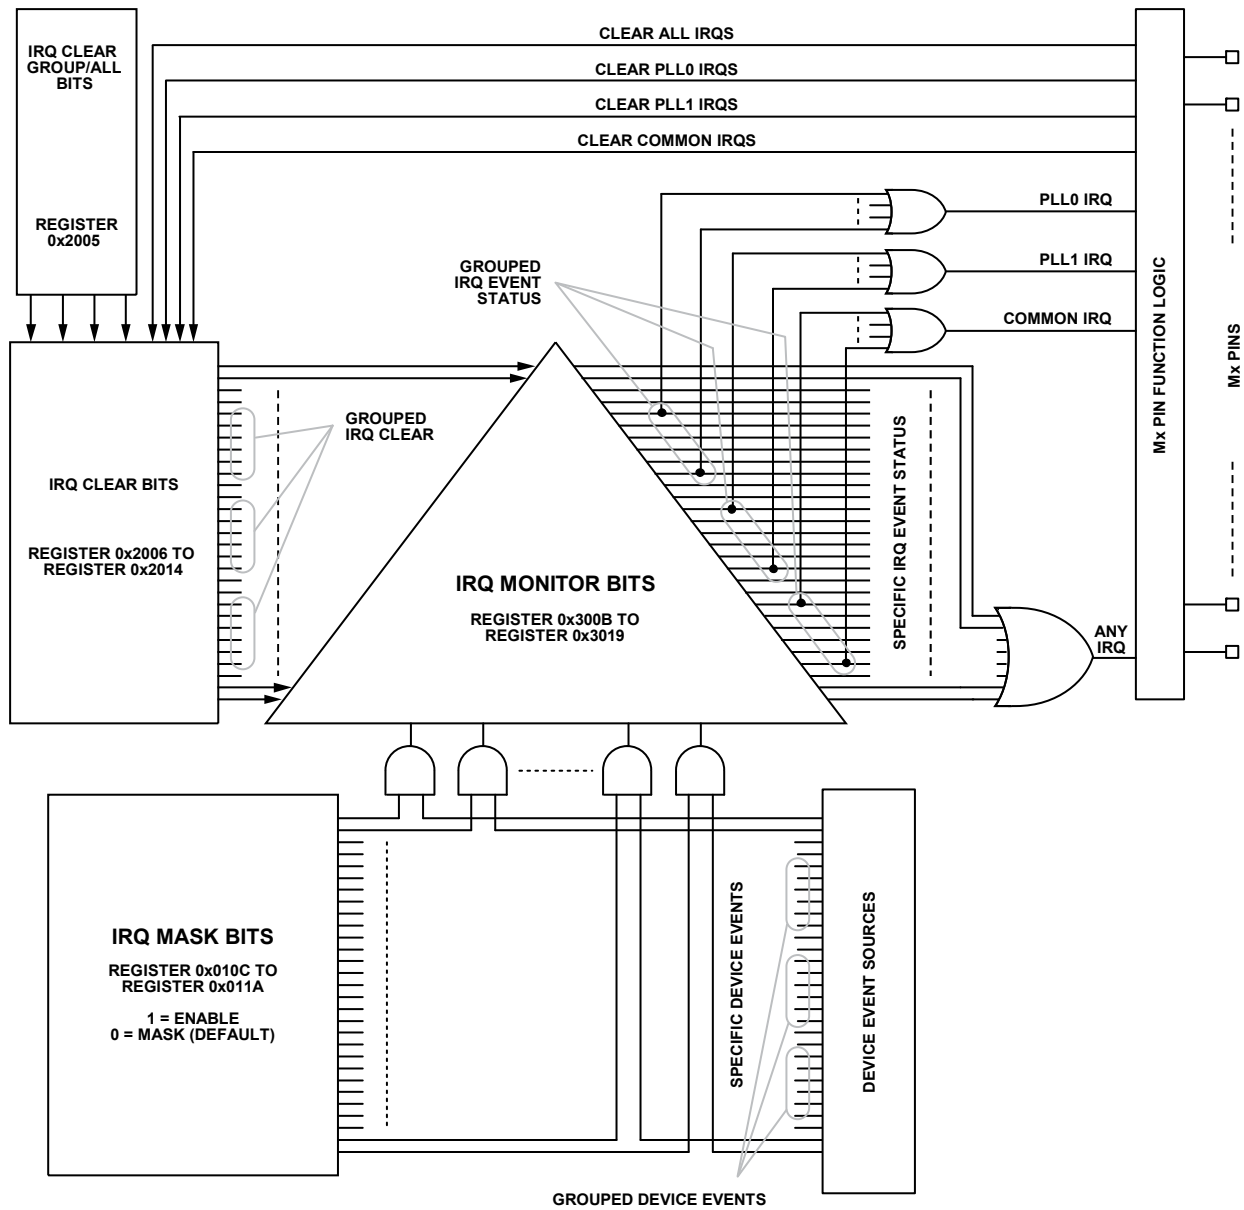 IRQ CLEAR
GROUP/ALL
BITS
REGISTER
0x2005
CLEAR ALL IRQS
CLEAR PLL0 IRQS
CLEAR PLL1 IRQS
CLEAR COMMON IRQS
PLL0 IRQ
PLL1 IRQ
COMMON IRQ
GROUPED
IRQ EVENT
STATUS
GROUPED
IRQ CLEAR
IRQ CLEAR BITS
REGISTER 0x2006 TO
REGISTER 0x2014
IRQ MONITOR BITS
REGISTER 0x300B TO
REGISTER 0x3019
SPECIFIC IRQ EVENT STATUS
ANY
IRQ
Mx PIN FUNCTION LOGIC
Mx PINS
IRQ MASK BITS
REGISTER 0x010C TO
REGISTER 0x011A
1 = ENABLE
0 = MASK (DEFAULT)
SPECIFIC DEVICE EVENTS
DEVICE EVENT SOURCES
GROUPED DEVICE EVENTS